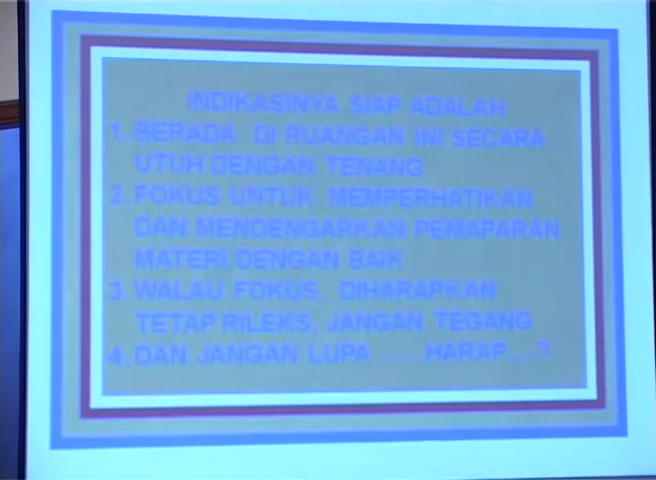 INDIKASINYA SIAP ADALAH
1. BERADA DI RUANGAN INI SECARA
UTUH DENGAN TENANG
2. FOKUS UNTUK MEMPERHATIKAN
DAN MENDENGARKAN PEMAPARAN
MATERI DENGAN BAIK
3. WALAU FOKUS, DIHARAPKAN
TETAP RILEKS, JANGAN TEGANG
4. DAN JANGAN LUPA .......HARAP....?